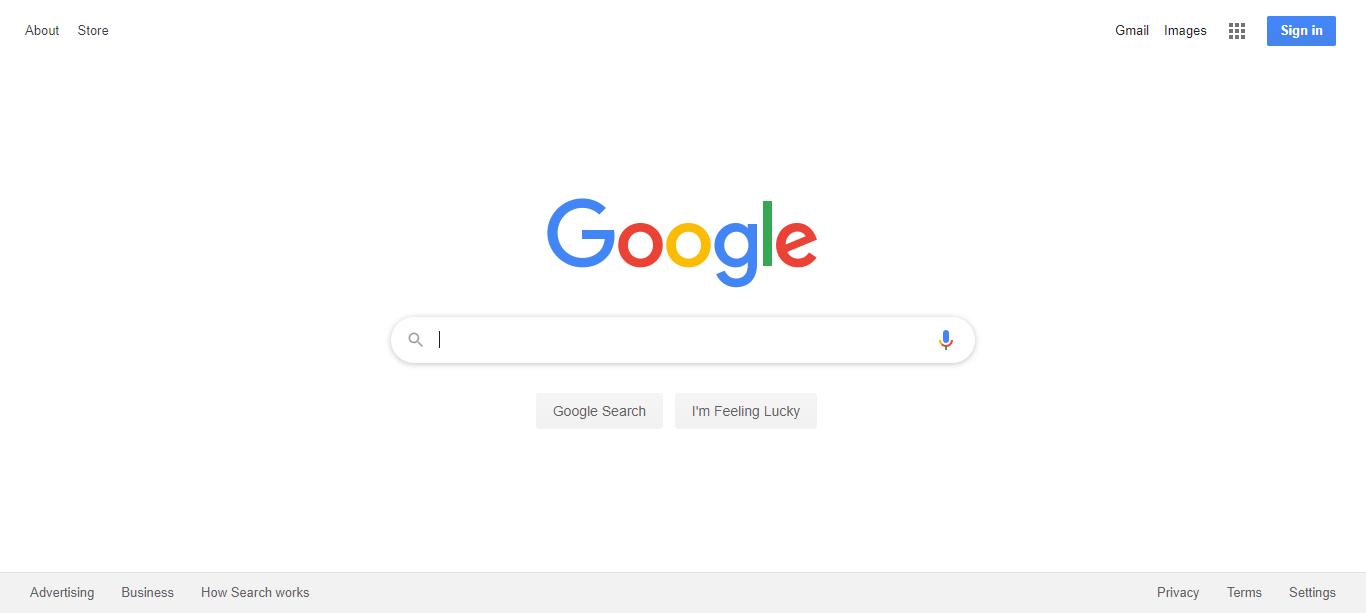 About Store Gmail Images Sign in
Google
Google Search I'm Feeling Lucky
Advertising Business How Search works Privacy Terms Settings